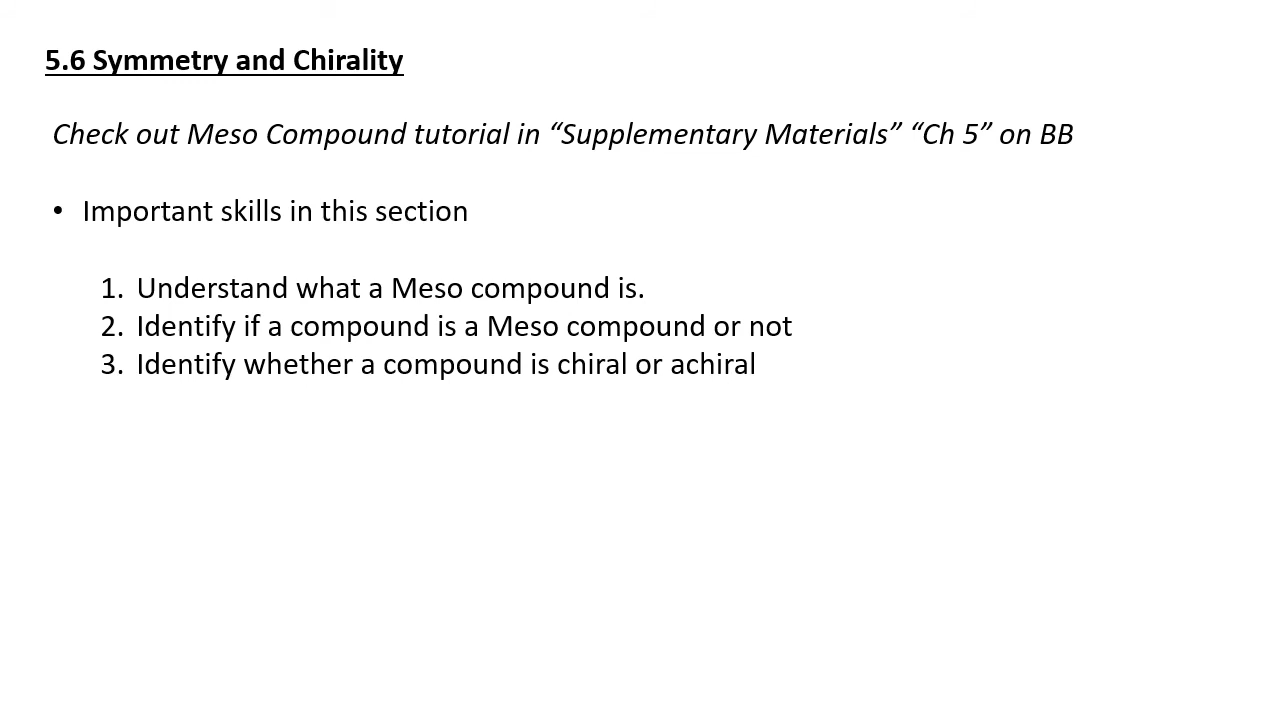 5.6 Symmetry and Chirality
Check out Meso Compound tutorial in “Supplementary Materials” “Ch 5” on BB
• Important skills in this section
1. Understand what a Meso compound is.
2. Identify if a compound is a Meso compound or not
3. Identify whether a compound is chiral or achiral